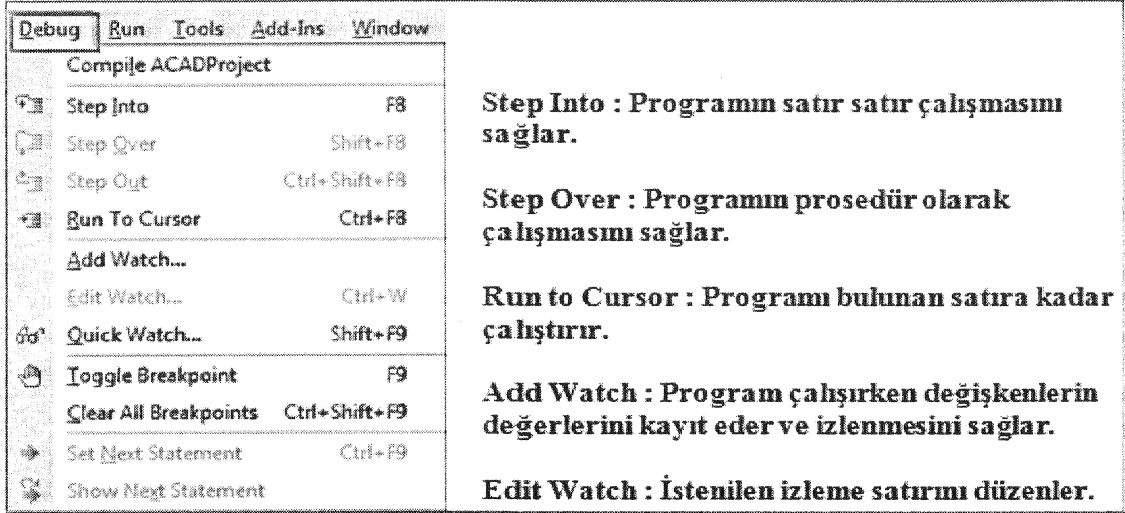 Debug Run Tools Add-Ins Window
Compile ACADProject
Step Into F8
Step Over Shift+F8
Step Out Ctrl+Shift+F8
Run To Cursor Ctrl+F8
Add Watch...
Edit Watch... Ctrl+W
Quick Watch... Shift+F9
Toggle Breakpoint F9
Clear All Breakpoints Ctrl+Shift+F9
Set Next Statement Ctrl+F9
Show Next Statement
Step Into : Programın satır satır çalışmasını
sağlar.
Step Over : Programın prosedür olarak
çalışmasını sağlar.
Run to Cursor : Programı bulunan satıra kadar
çalıştırır.
Add Watch : Program çalışırken değişkenlerin
değerlerini kayıt eder ve izlenmesini sağlar.
Edit Watch : İstenilen izleme satırını düzenler.